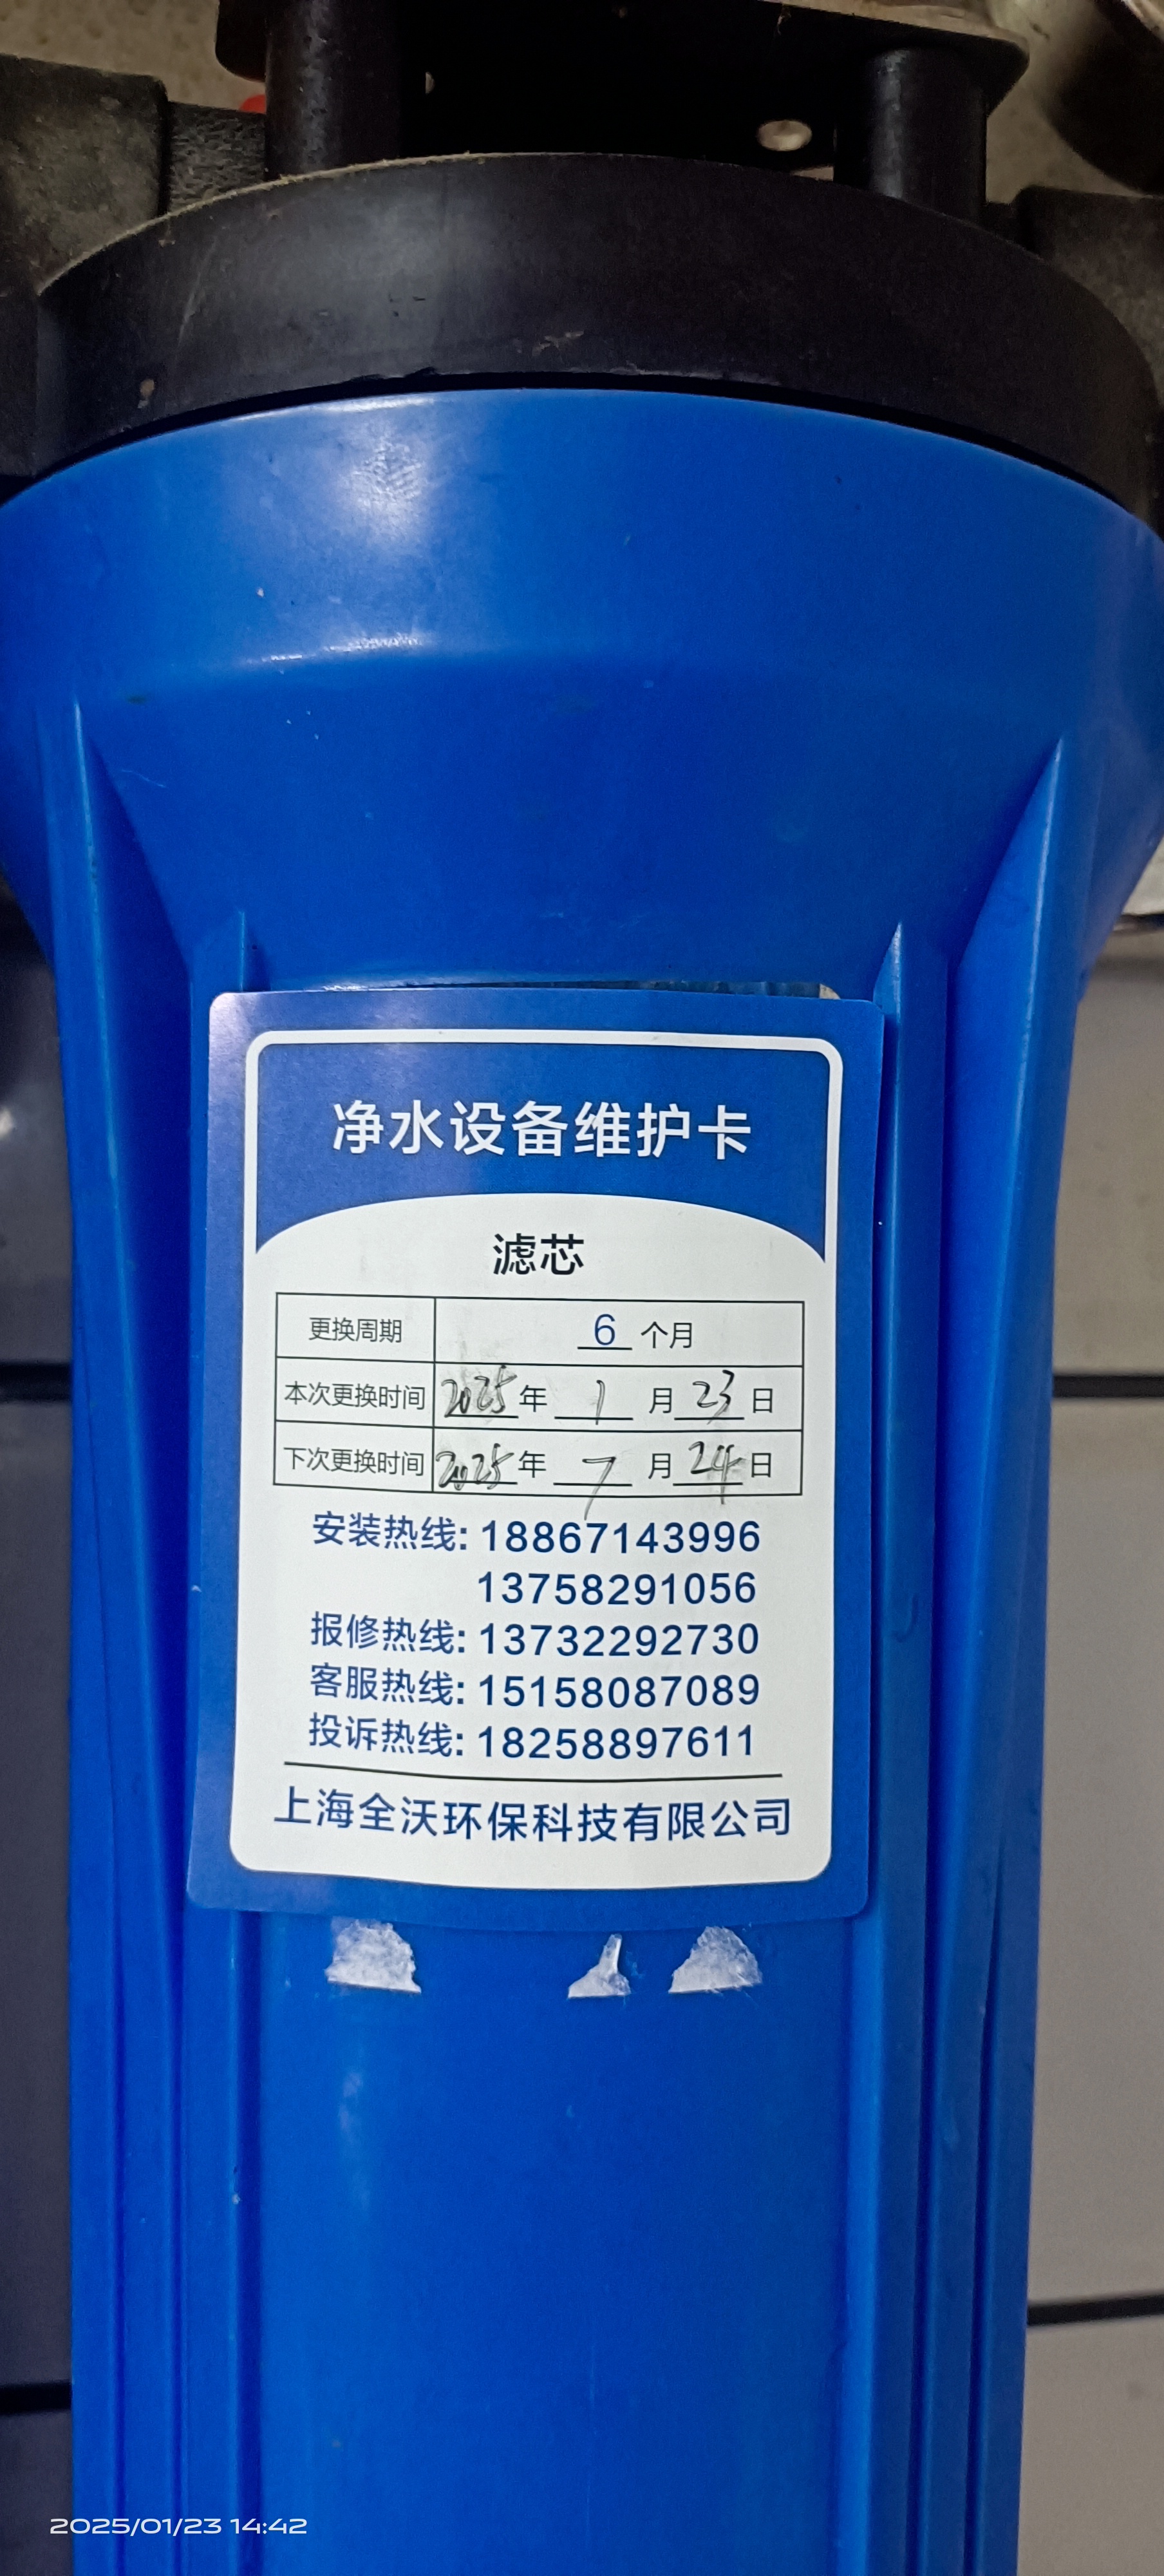 净水设备维护卡
滤芯
更换周期 6 个月
本次更换时间 2025 年 1 月 23 日
下次更换时间 2025 年 7 月 24 日
安装热线: 18867143996
13758291056
报修热线: 13732292730
客服热线: 15158087089
投诉热线: 18258897611
上海全沃环保科技有限公司
2025/01/23 14:42